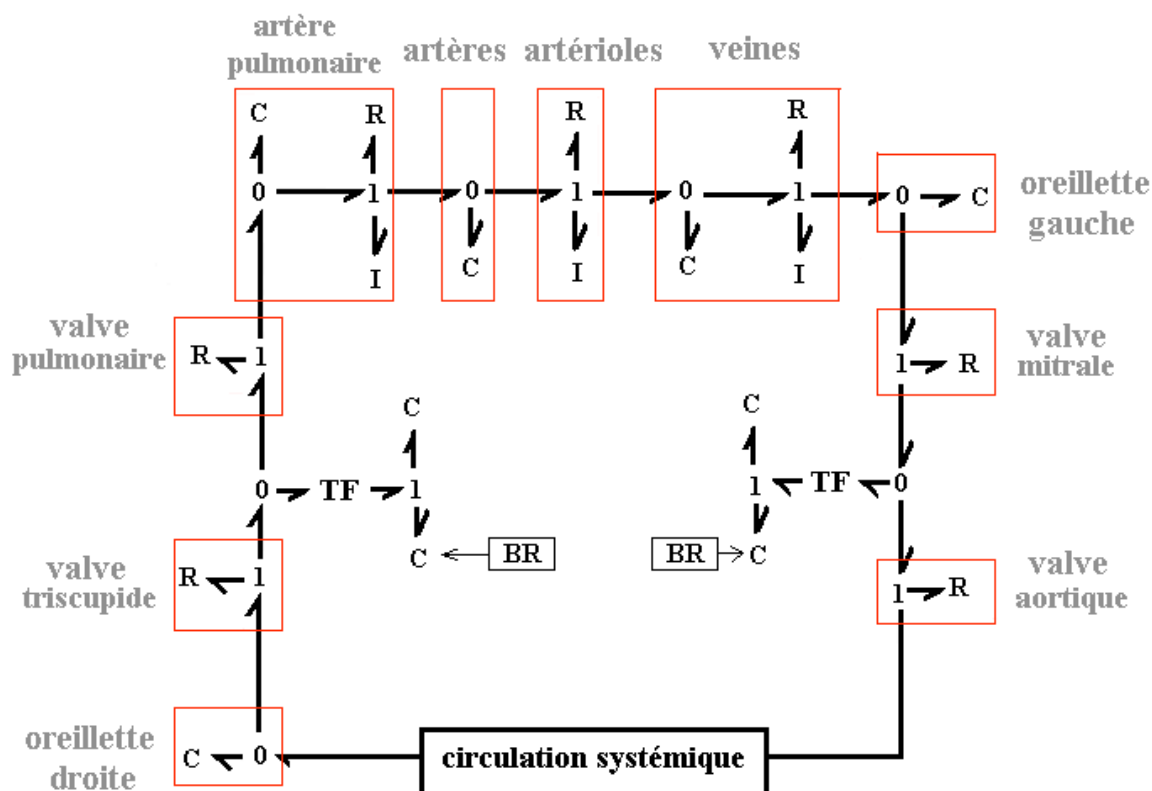 artère
pulmonaire
artères
artérioles
veines
C
R
R
R
0
1
0
1
0
1
0
C
I
C
I
C
I
oreillette
gauche
valve
pulmonaire
R
1
1
R
valve
mitrale
C
C
0
TF
1
1
TF
0
C
BR
BR
C
valve
triscupide
R
1
1
R
valve
aortique
oreillette
droite
C
0
circulation systémique